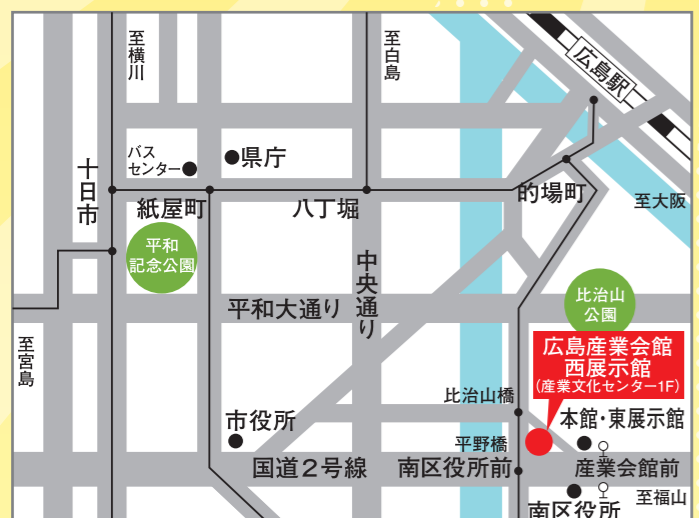 至横川
至白島
広島駅
バス
センター
県庁
十日市
紙屋町
八丁堀
的場町
至大阪
平和
記念公園
中央通り
平和大通り
比治山
公園
至宮島
広島産業会館
西展示館
(産業文化センター1F)
比治山橋
市役所
本館・東展示館
平野橋
国道2号線
南区役所前
産業会館前
至福山
南区役所